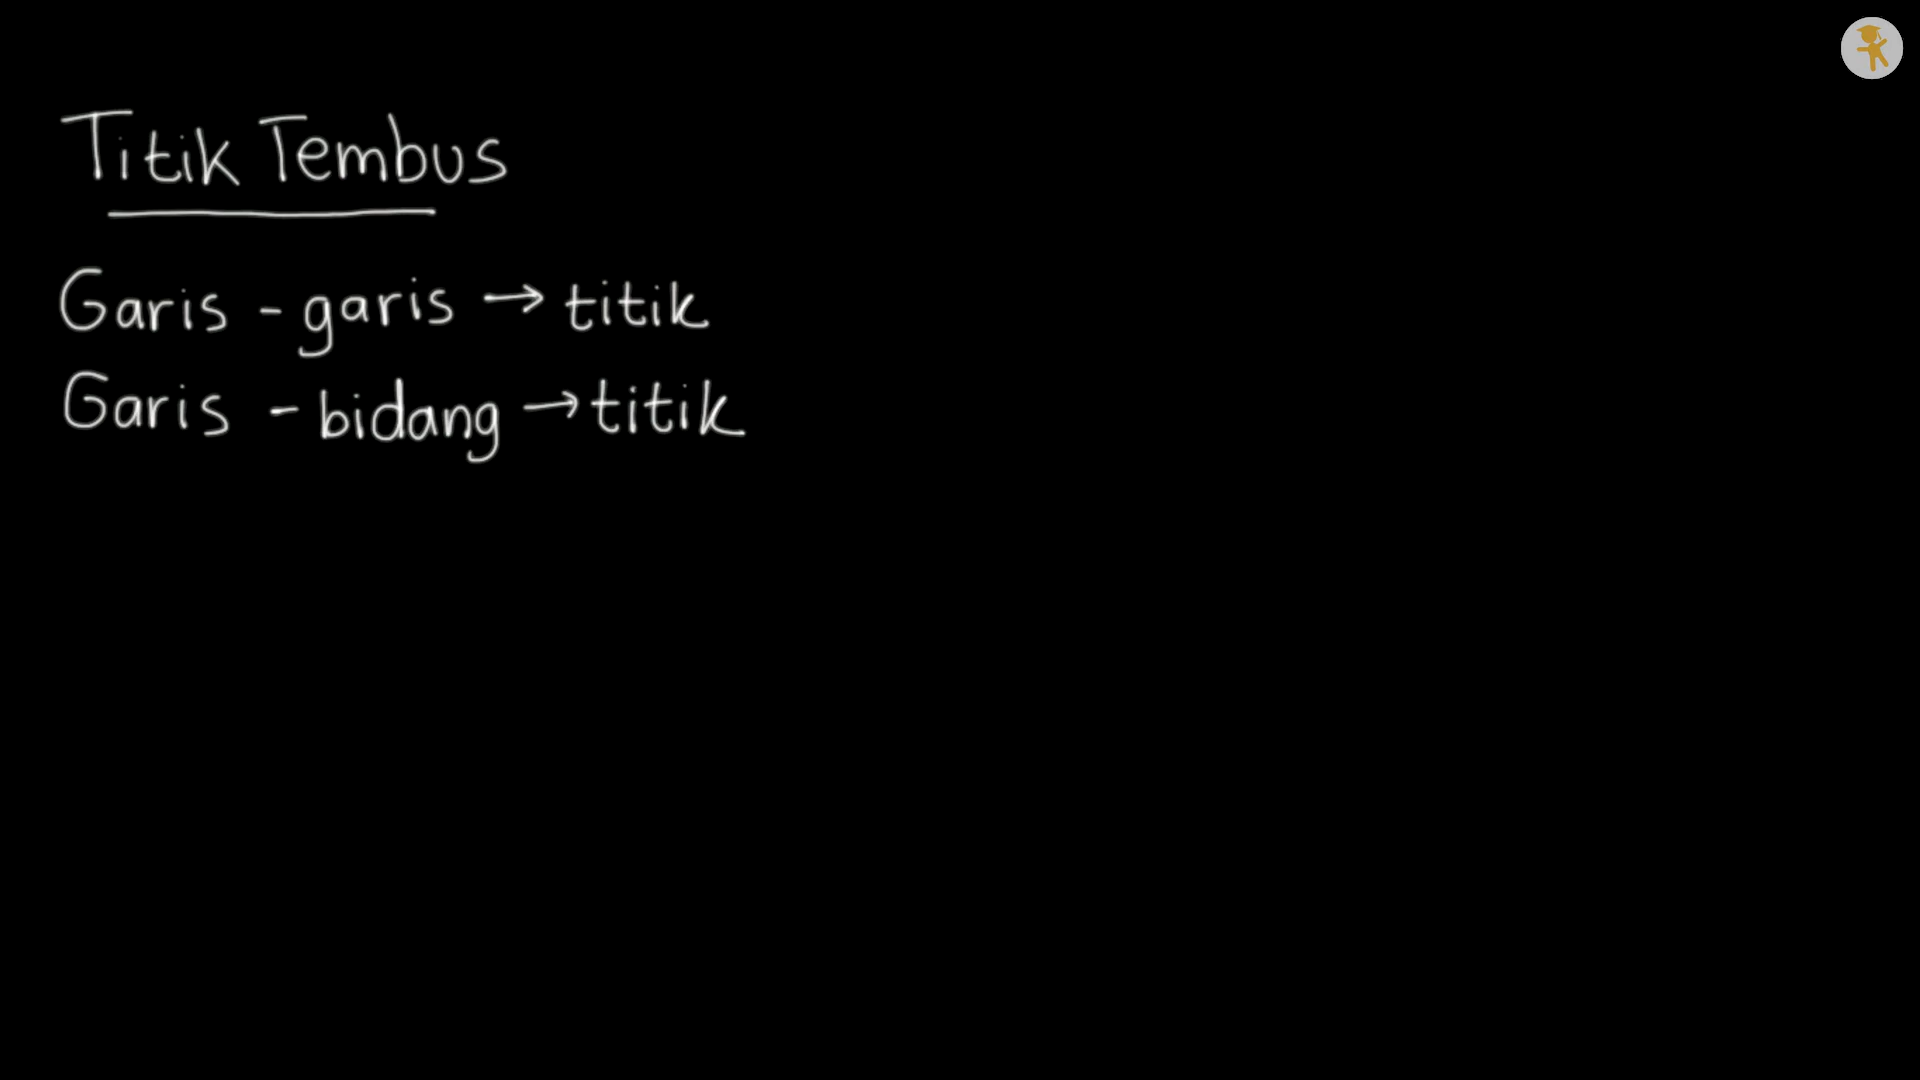 Titik Tembus
Garis - garis → titik
Garis - bidang → titik